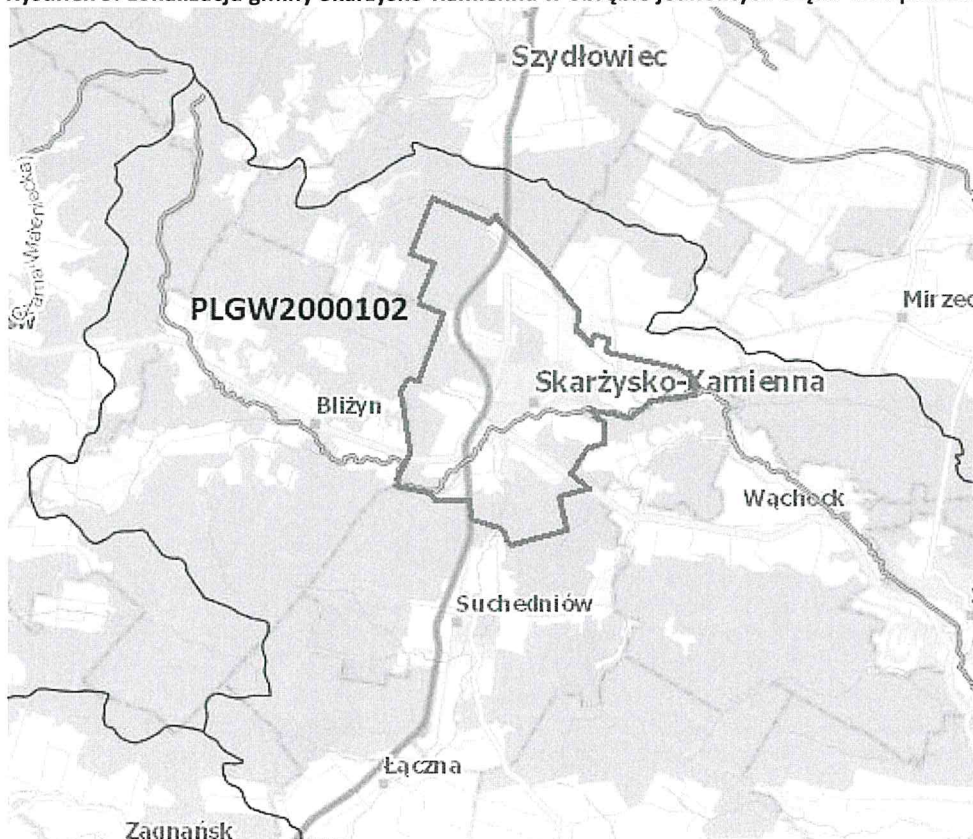 Szydłowiec
PLGW2000102
Mirzec
Skarżysko-Kamienna
Bliżyn
Wąchock
Suchedniów
Łączna
Zagnańsk